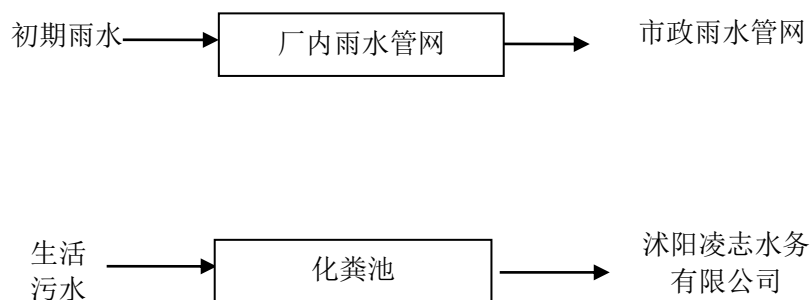 初期雨水
厂内雨水管网
市政雨水管网
生活
污水
化粪池
沭阳凌志水务
有限公司